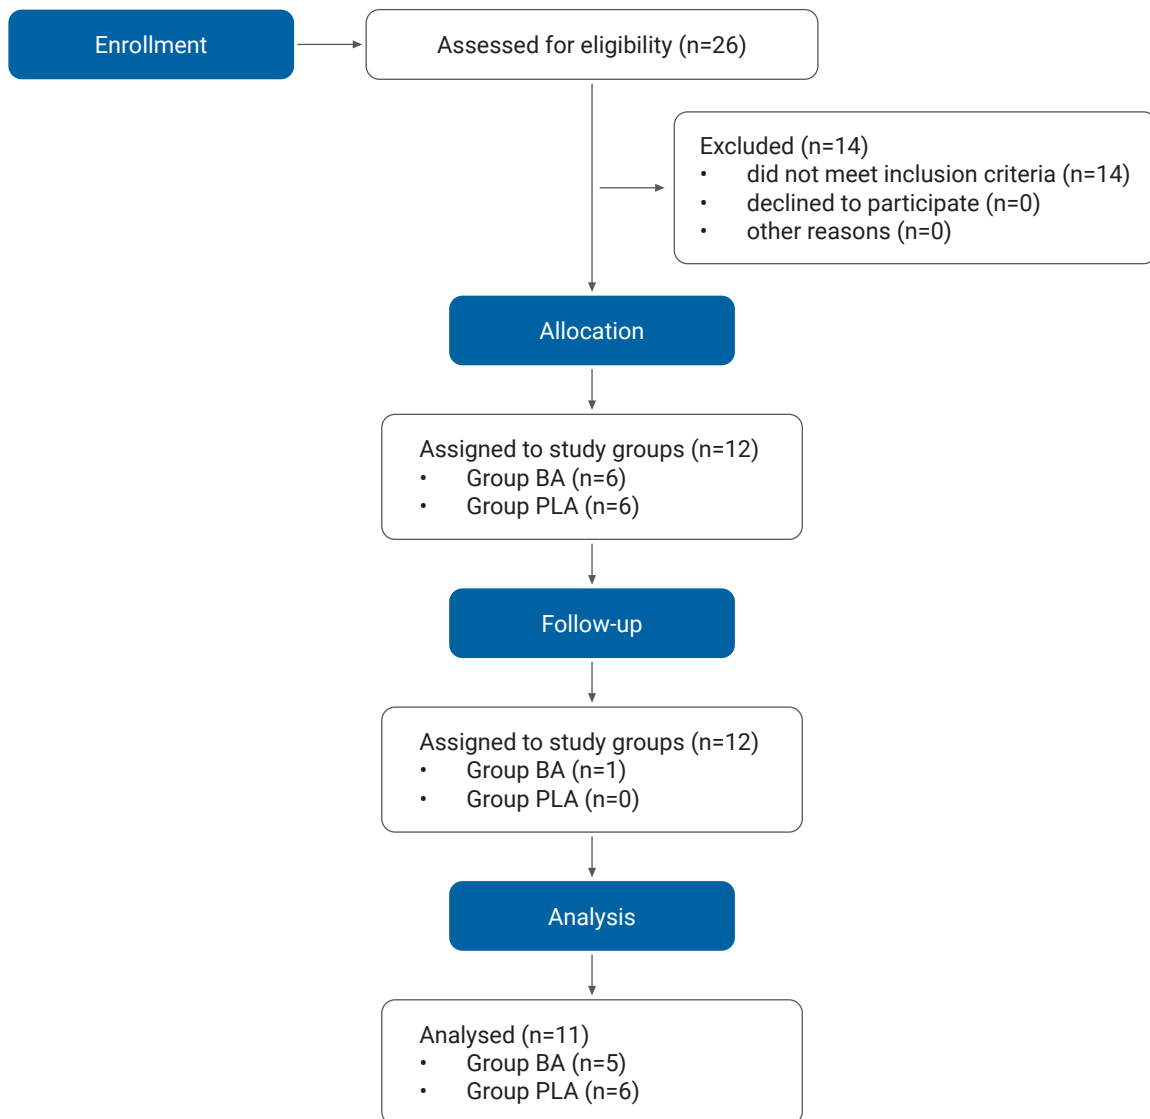 Enrollment
Assessed for eligibility (n=26)
Excluded (n=14)
• did not meet inclusion criteria (n=14)
• declined to participate (n=0)
• other reasons (n=0)
Allocation
Assigned to study groups (n=12)
• Group BA (n=6)
• Group PLA (n=6)
Follow-up
Assigned to study groups (n=12)
• Group BA (n=1)
• Group PLA (n=0)
Analysis
Analysed (n=11)
• Group BA (n=5)
• Group PLA (n=6)